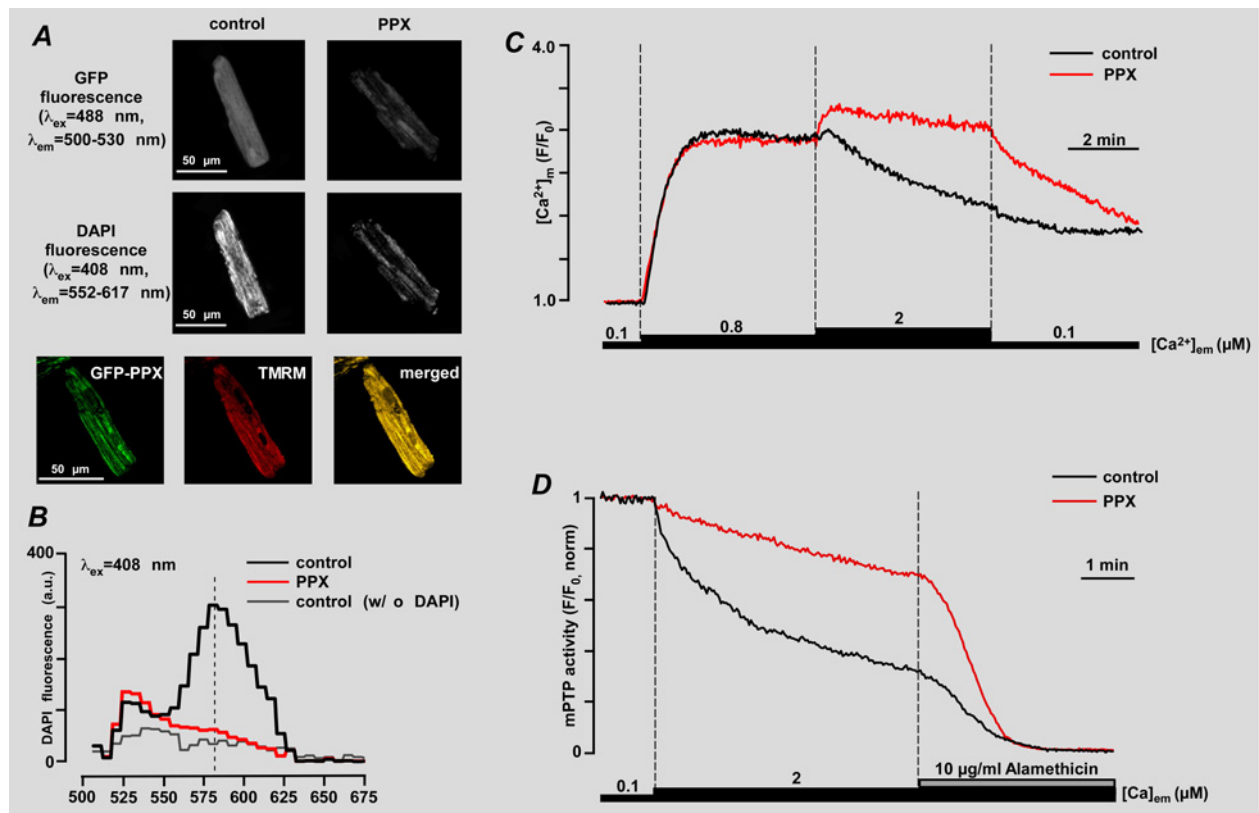 A
control
PPX
GFP
fluorescence
(λex=488 nm,
λem=500-530 nm)
50 µm
DAPI
fluorescence
(λex=408 nm,
λem=552-617 nm)
50 µm
GFP-PPX
TMRM
merged
50 µm
B
400
λex=408 nm
control
PPX
control (w/ o DAPI)
DAPI fluorescence (a.u.)
0
500 525 550 575 600 625 650 675
C
4.0
control
PPX
2 min
[Ca2+]m (F/F0)
1.0
0.1
0.8
2
0.1
[Ca2+]em (µM)
D
control
PPX
1
1 min
mPTP activity (F/F0, norm)
0
10 µg/ml Alamethicin
0.1
2
[Ca]em (µM)